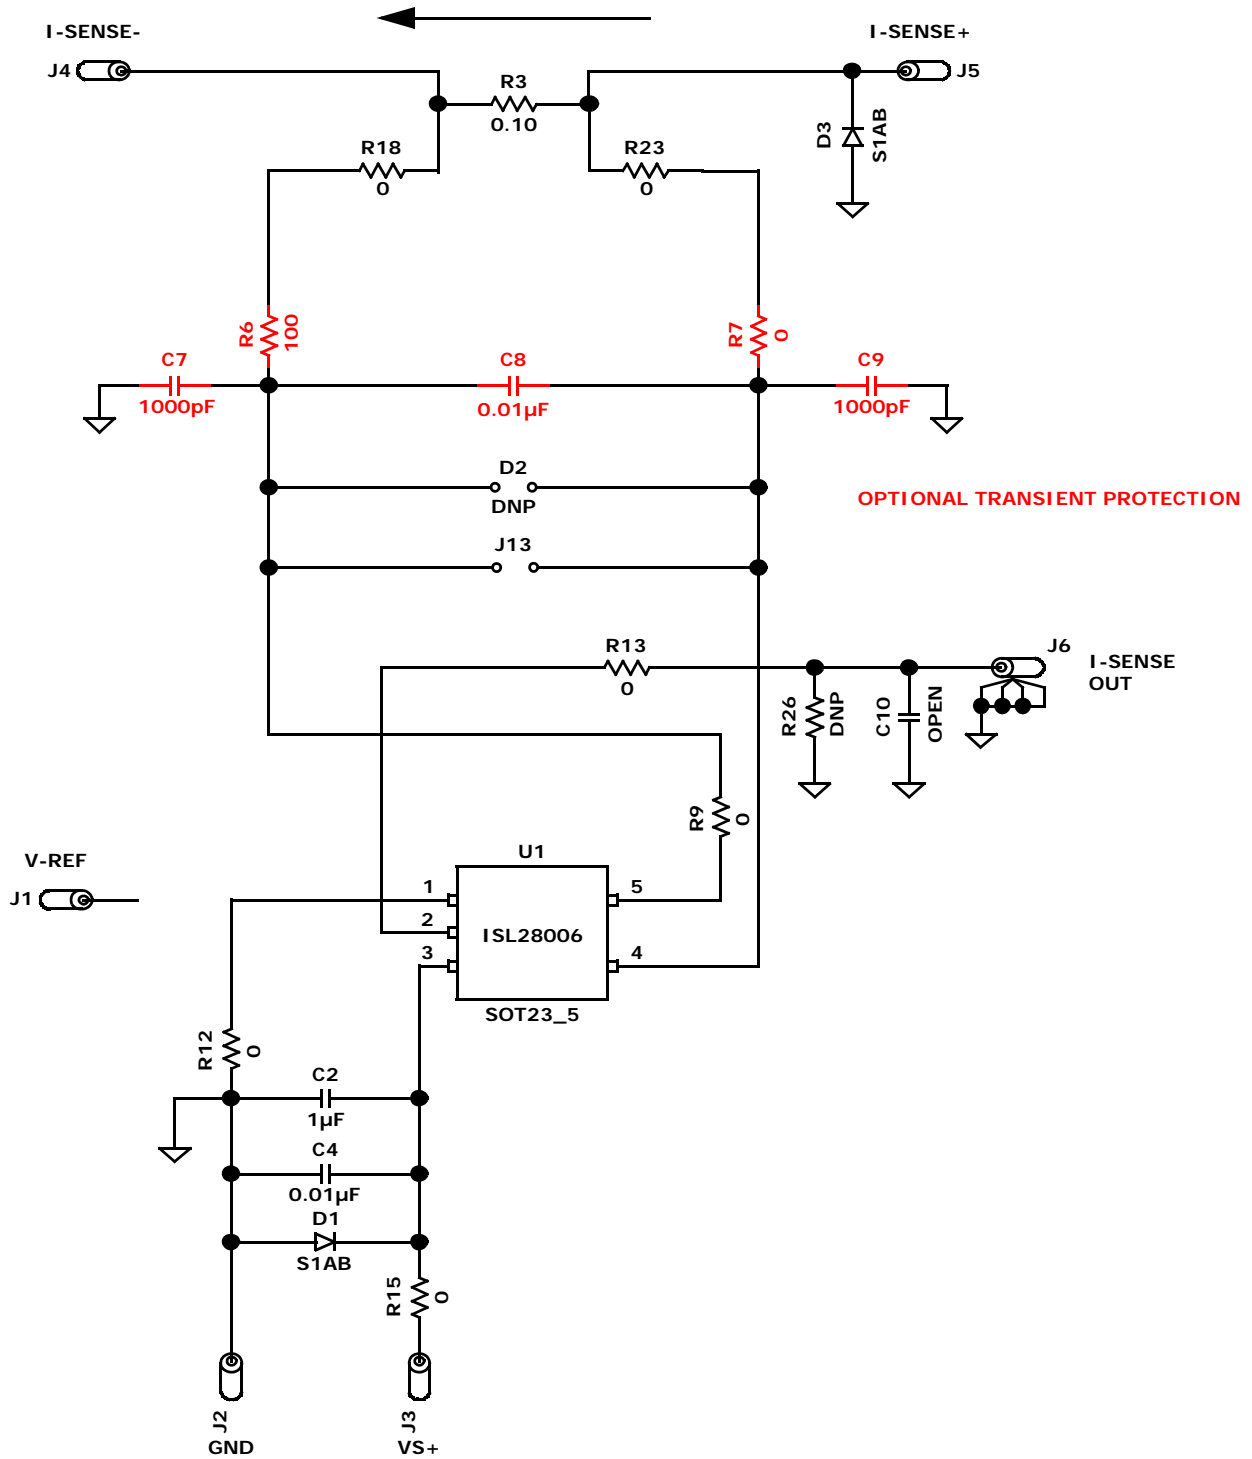 I-SENSE-
I-SENSE+
J4
J5
R3
0.10
D3
S1AB
R18
0
R23
0
R6
100
R7
0
C7
1000pF
C8
0.01µF
C9
1000pF
D2
DNP
OPTIONAL TRANSIENT PROTECTION
J13
R13
0
J6
I-SENSE
OUT
R26
DNP
C10
OPEN
R9
0
V-REF
J1
U1
1
2
3
5
4
ISL28006
SOT23_5
R12
0
C2
1µF
C4
0.01µF
D1
S1AB
R15
0
J2
GND
J3
VS+